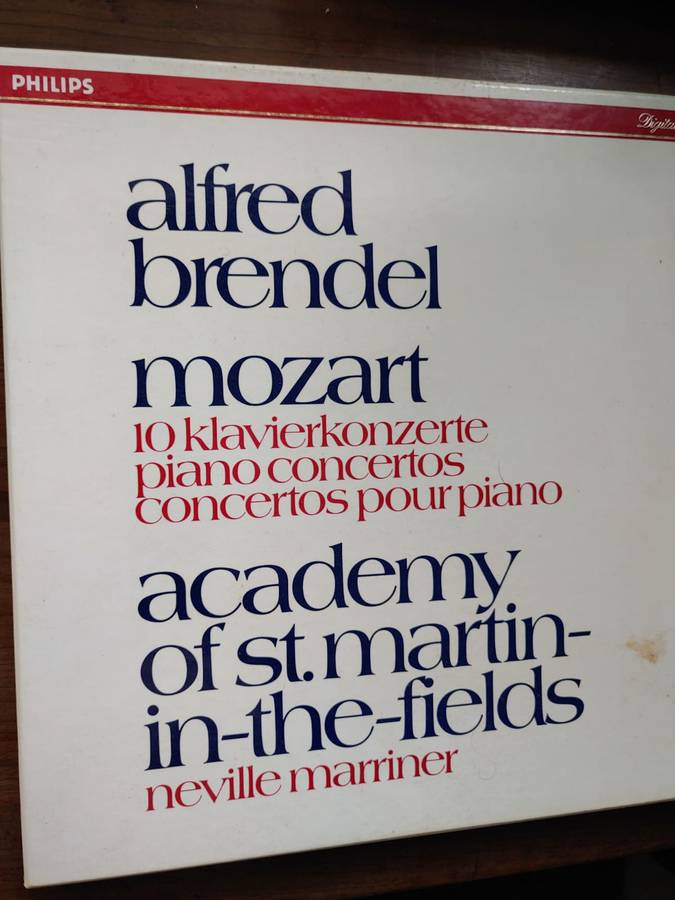 PHILIPS
alfred
brendel
mozart
10 klavierkonzerte
piano concertos
concertos pour piano
academy
of st. martin-
in-the-fields
neville marriner